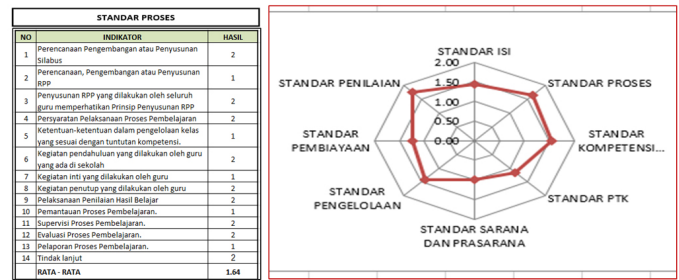 STANDAR PROSES
NO INDIKATOR HASIL
1 Perencanaan Pengembangan atau Penyusunan Silabus 2
2 Perencanaan, Pengembangan atau Penyusunan RPP 1
3 Penyusunan RPP yang dilakukan oleh seluruh guru memperhatikan Prinsip Penyusunan RPP 2
4 Persyaratan Pelaksanaan Proses Pembelajaran 2
5 Ketentuan-ketentuan dalam pengelolaan kelas yang sesuai dengan tuntutan kompetensi. 1
6 Kegiatan pendahuluan yang dilakukan oleh guru yang ada di sekolah 2
7 Kegiatan inti yang dilakukan oleh guru 1
8 Kegiatan penutup yang dilakukan oleh guru 2
9 Pelaksanaan Penilaian Hasil Belajar 2
10 Pemantauan Proses Pembelajaran. 1
11 Supervisi Proses Pembelajaran. 2
12 Evaluasi Proses Pembelajaran. 2
13 Pelaporan Proses Pembelajaran. 1
14 Tindak lanjut 2
RATA - RATA 1.64
STANDAR ISI
2.00
1.50
1.00
0.50
0.00
STANDAR PROSES
STANDAR
KOMPETENSI...
STANDAR PTK
STANDAR SARANA
DAN PRASARANA
STANDAR
PENGELOLAAN
STANDAR
PEMBIAYAAN
STANDAR PENILAIAN